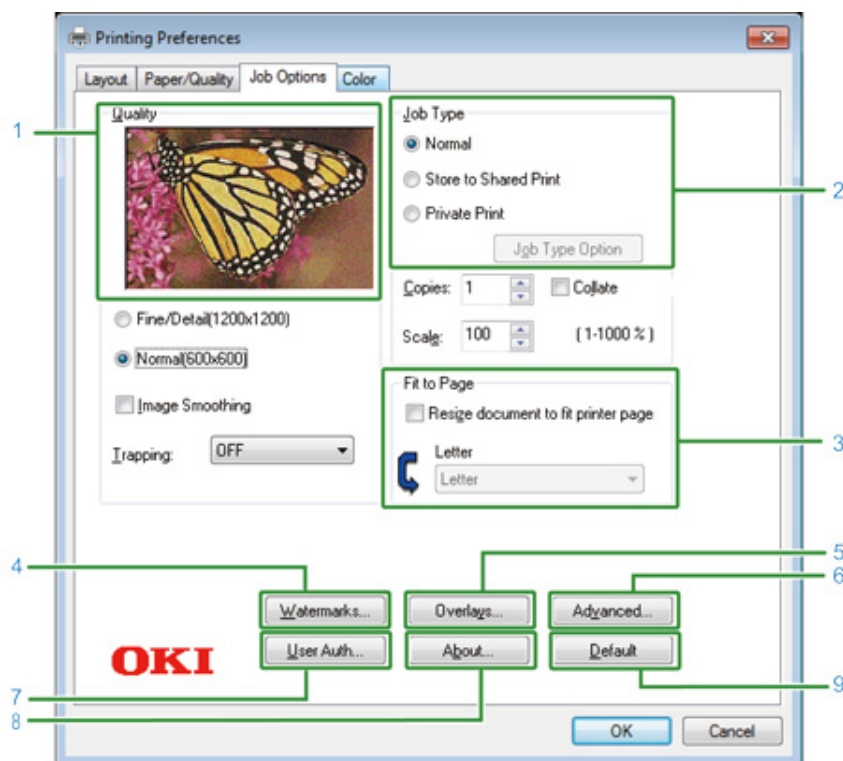 Printing Preferences
Layout Paper/Quality Job Options Color
1
Quality
Job Type
Normal
Store to Shared Print
2
Private Print
Job Type Option
Copies: 1 Collate
Fine/Detail(1200x1200)
Scale: 100 (1-1000 %)
Normal(600x600)
Fit to Page
Image Smoothing
Resize document to fit printer page
3
Trapping: OFF
Letter
Letter
5
4
6
Watermarks... Overlays... Advanced...
OKI
User Auth... About... Default
7
9
8
OK Cancel